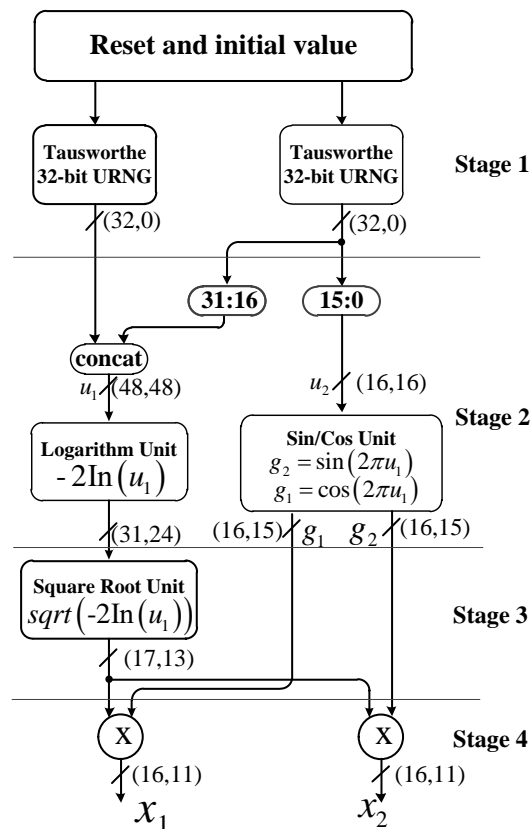 Reset and initial value
Tausworthe
32-bit URNG
Tausworthe
32-bit URNG
Stage 1
(32,0)
(32,0)
31:16
15:0
concat
u₁
(48,48)
u₂
(16,16)
Stage 2
Logarithm Unit
-2In(u₁)
Sin/Cos Unit
g₂ = sin(2πu₁)
g₁ = cos(2πu₁)
(31,24)
(16,15)
g₁
g₂
(16,15)
Square Root Unit
sqrt(-2In(u₁))
Stage 3
(17,13)
X
X
Stage 4
(16,11)
(16,11)
x₁
x₂